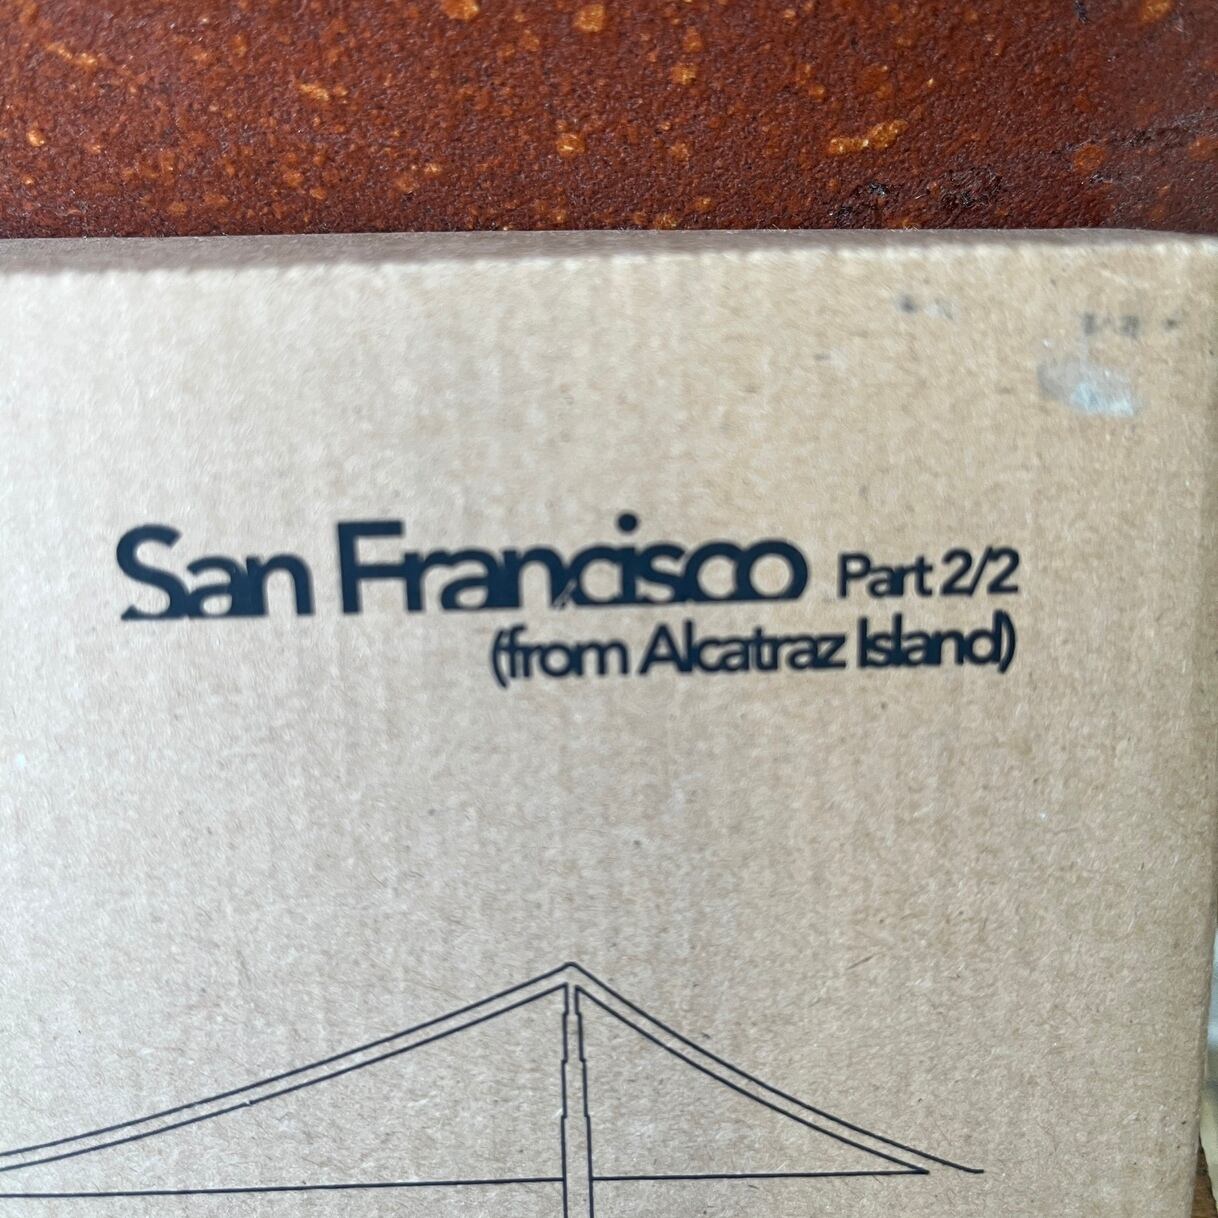 San Francisco Part 2/2
(from Alcatraz Island)